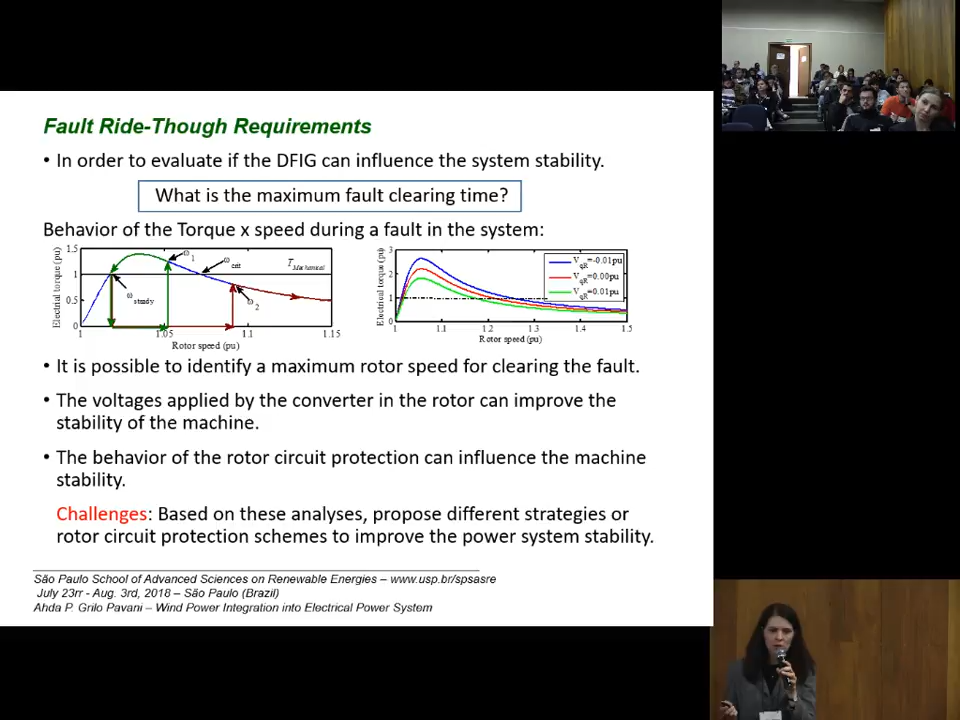 Fault Ride-Though Requirements
• In order to evaluate if the DFIG can influence the system stability.
What is the maximum fault clearing time?
Behavior of the Torque x speed during a fault in the system:
1.5
1
0.5
0
Electrial torque (pu)
ω 1
ω crit
T Mechanical
ω steady
ω 2
1
1.05
1.1
1.15
Rotor speed (pu)
3
2
1
0
Electrical torque (pu)
V qR =-0.01pu
V qR =0.00pu
V qR =0.01pu
1
1.1
1.2
1.3
1.4
1.5
Rotor speed (pu)
• It is possible to identify a maximum rotor speed for clearing the fault.
• The voltages applied by the converter in the rotor can improve the
stability of the machine.
• The behavior of the rotor circuit protection can influence the machine
stability.
Challenges: Based on these analyses, propose different strategies or
rotor circuit protection schemes to improve the power system stability.
São Paulo School of Advanced Sciences on Renewable Energies – www.usp.br/spsasre
July 23rr - Aug. 3rd, 2018 – São Paulo (Brazil)
Ahda P. Grilo Pavani – Wind Power Integration into Electrical Power System